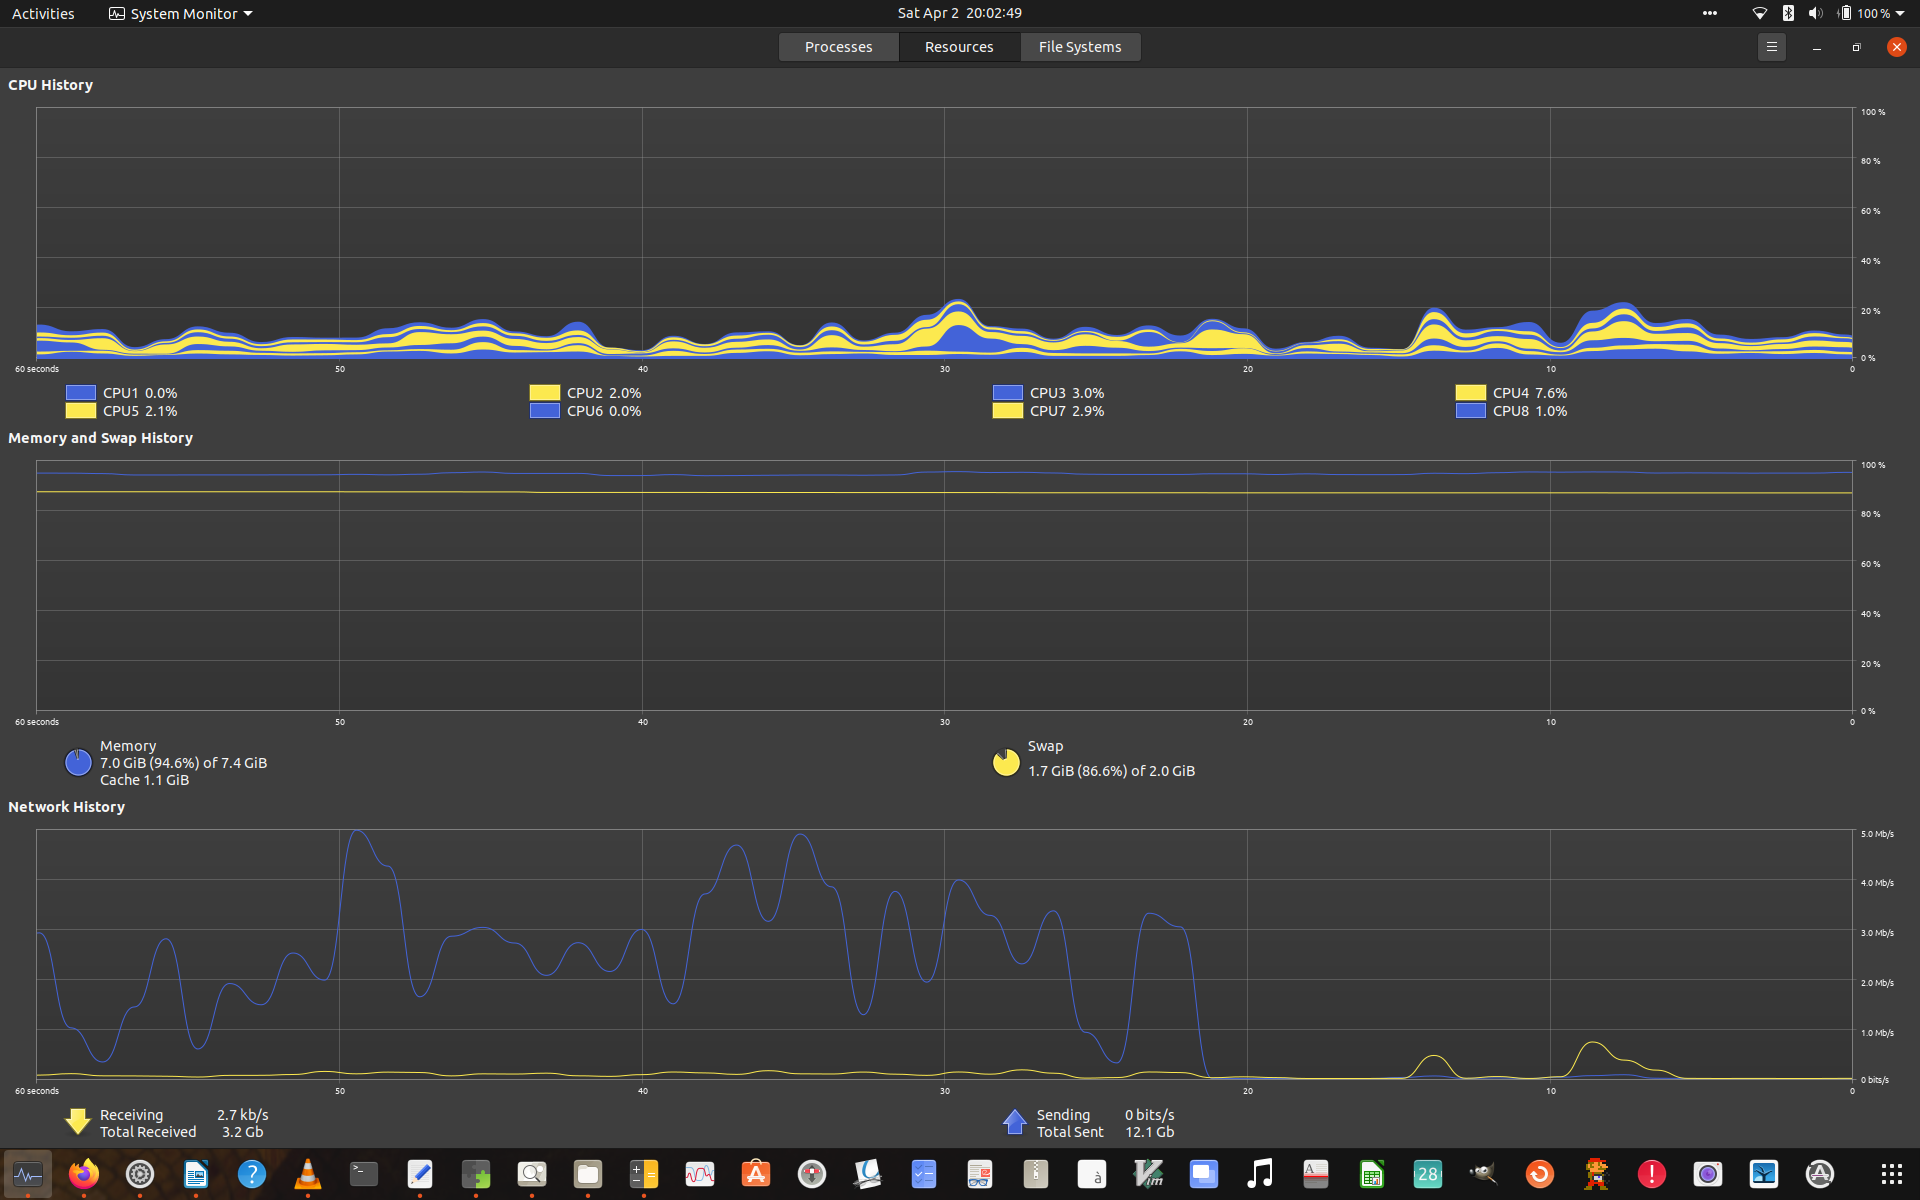 Activities System Monitor Sat Apr 2 20:02:49 100 %
Processes Resources File Systems
CPU History
100 %
80 %
60 %
40 %
20 %
0 %
60 seconds 50 40 30 20 10 0
CPU1 0.0% CPU2 2.0% CPU3 3.0% CPU4 7.6%
CPU5 2.1% CPU6 0.0% CPU7 2.9% CPU8 1.0%
Memory and Swap History
100 %
80 %
60 %
40 %
20 %
0 %
60 seconds 50 40 30 20 10 0
Memory
7.0 GiB (94.6%) of 7.4 GiB
Cache 1.1 GiB
Swap
1.7 GiB (86.6%) of 2.0 GiB
Network History
5.0 Mb/s
4.0 Mb/s
3.0 Mb/s
2.0 Mb/s
1.0 Mb/s
0 bits/s
60 seconds 50 40 30 20 10 0
Receiving 2.7 kb/s Sending 0 bits/s
Total Received 3.2 Gb Total Sent 12.1 Gb
? >_ A à Vim A 28 !